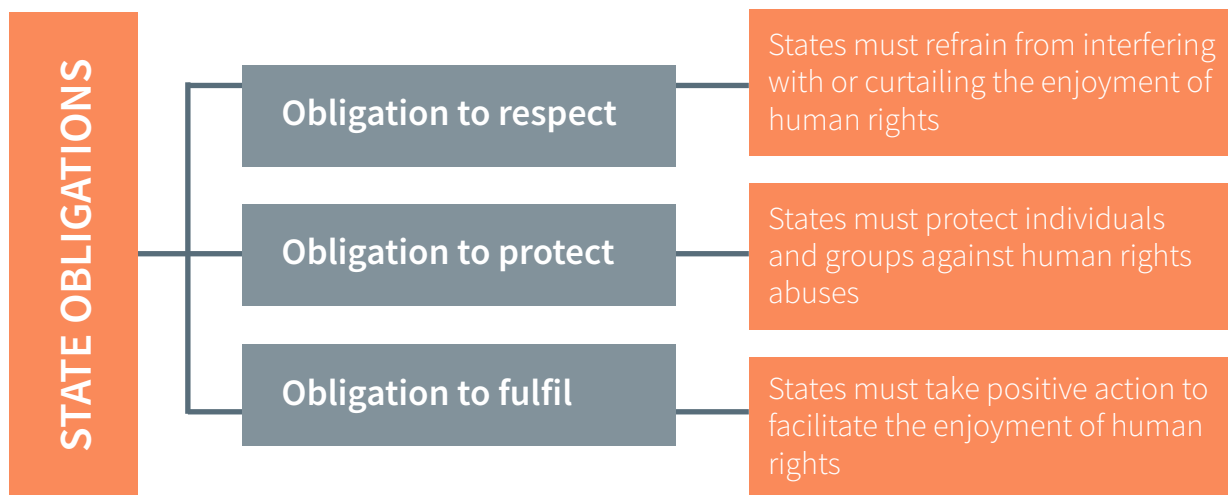 STATE OBLIGATIONS
Obligation to respect
States must refrain from interfering
with or curtailing the enjoyment of
human rights
Obligation to protect
States must protect individuals
and groups against human rights
abuses
Obligation to fulfil
States must take positive action to
facilitate the enjoyment of human
rights